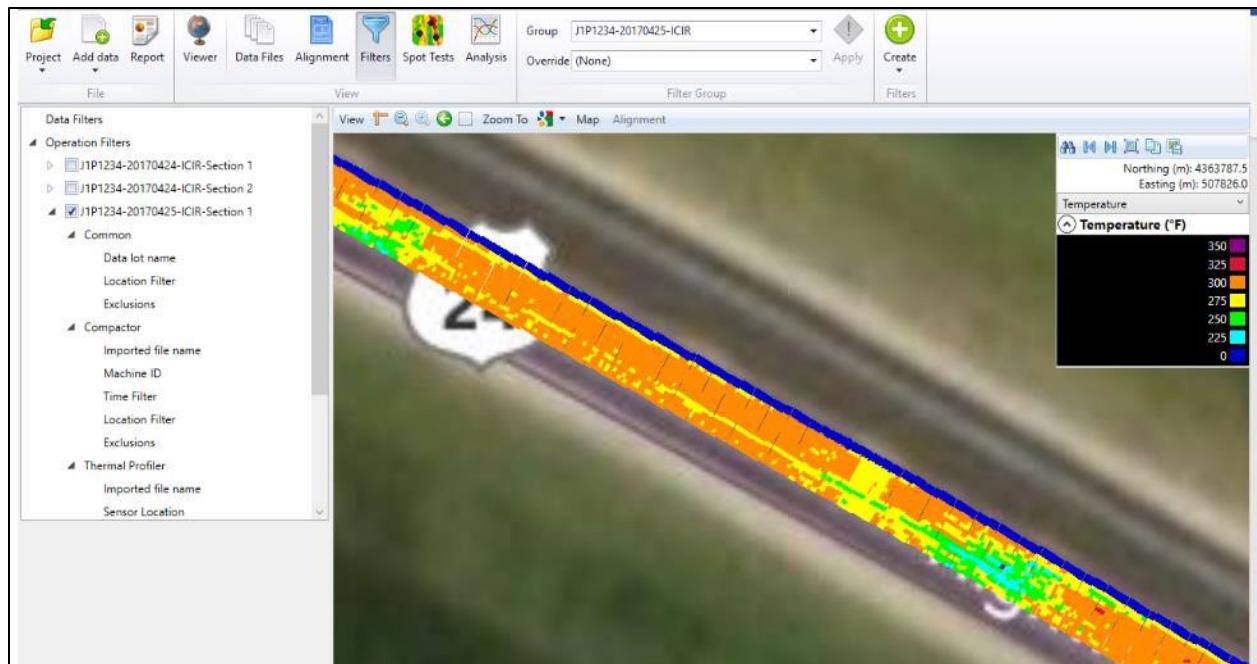 Project Add data Report Viewer Data Files Alignment Filters Spot Tests Analysis
Group J1P1234-20170425-ICIR
Override (None)
Apply
Create
File View Filter Group Filters
Data Filters
Operation Filters
J1P1234-20170424-ICIR-Section 1
J1P1234-20170424-ICIR-Section 2
J1P1234-20170425-ICIR-Section 1
Common
Data lot name
Location Filter
Exclusions
Compactor
Imported file name
Machine ID
Time Filter
Location Filter
Exclusions
Thermal Profiler
Imported file name
Sensor Location
View Zoom To Map Alignment
Northing (m): 4363787.5
Easting (m): 507826.0
Temperature
Temperature (°F)
350
325
300
275
250
225
0
24